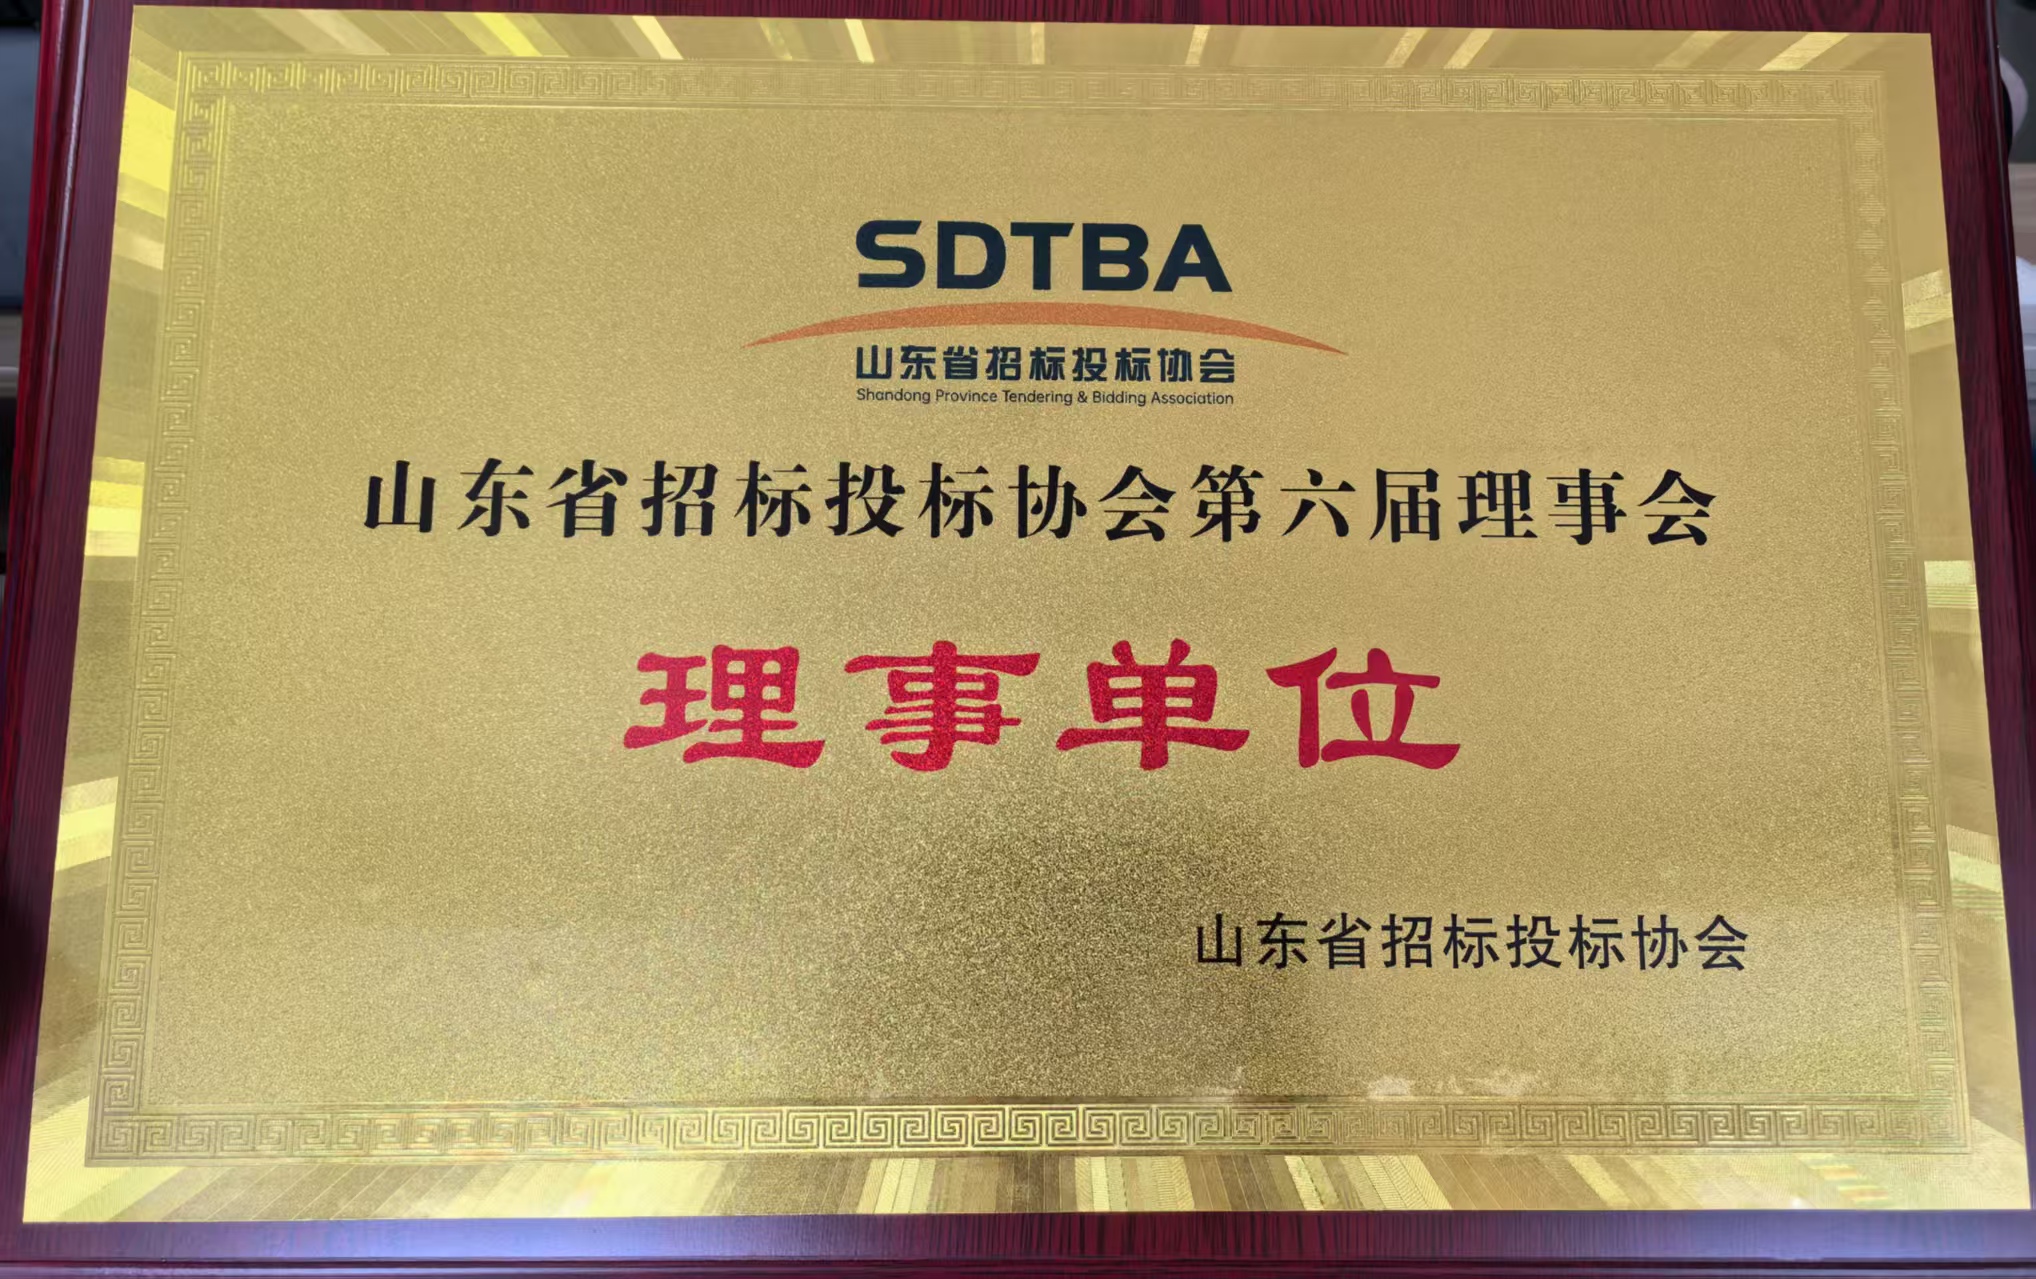 SDTBA
山东省招标投标协会
Shandong Province Tendering & Bidding Association
山东省招标投标协会第六届理事会
理事单位
山东省招标投标协会